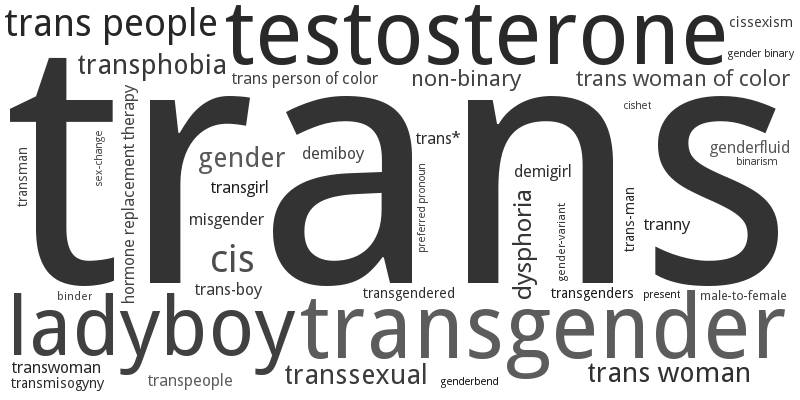 trans people
testosterone
cissexism
gender binary
transphobia
trans person of color
non-binary
trans woman of color
trans
hormone replacement therapy
sex-change
transman
cishet
trans*
genderfluid
binarism
gender
demiboy
transgirl
demigirl
preferred pronoun
misgender
dysphoria
gender-variant
trans-man
tranny
cis
trans-boy
binder
transgendered
transgenders
present
male-to-female
ladyboy
transgender
transwoman
transmisogyny
transpeople
transsexual
genderbend
trans woman